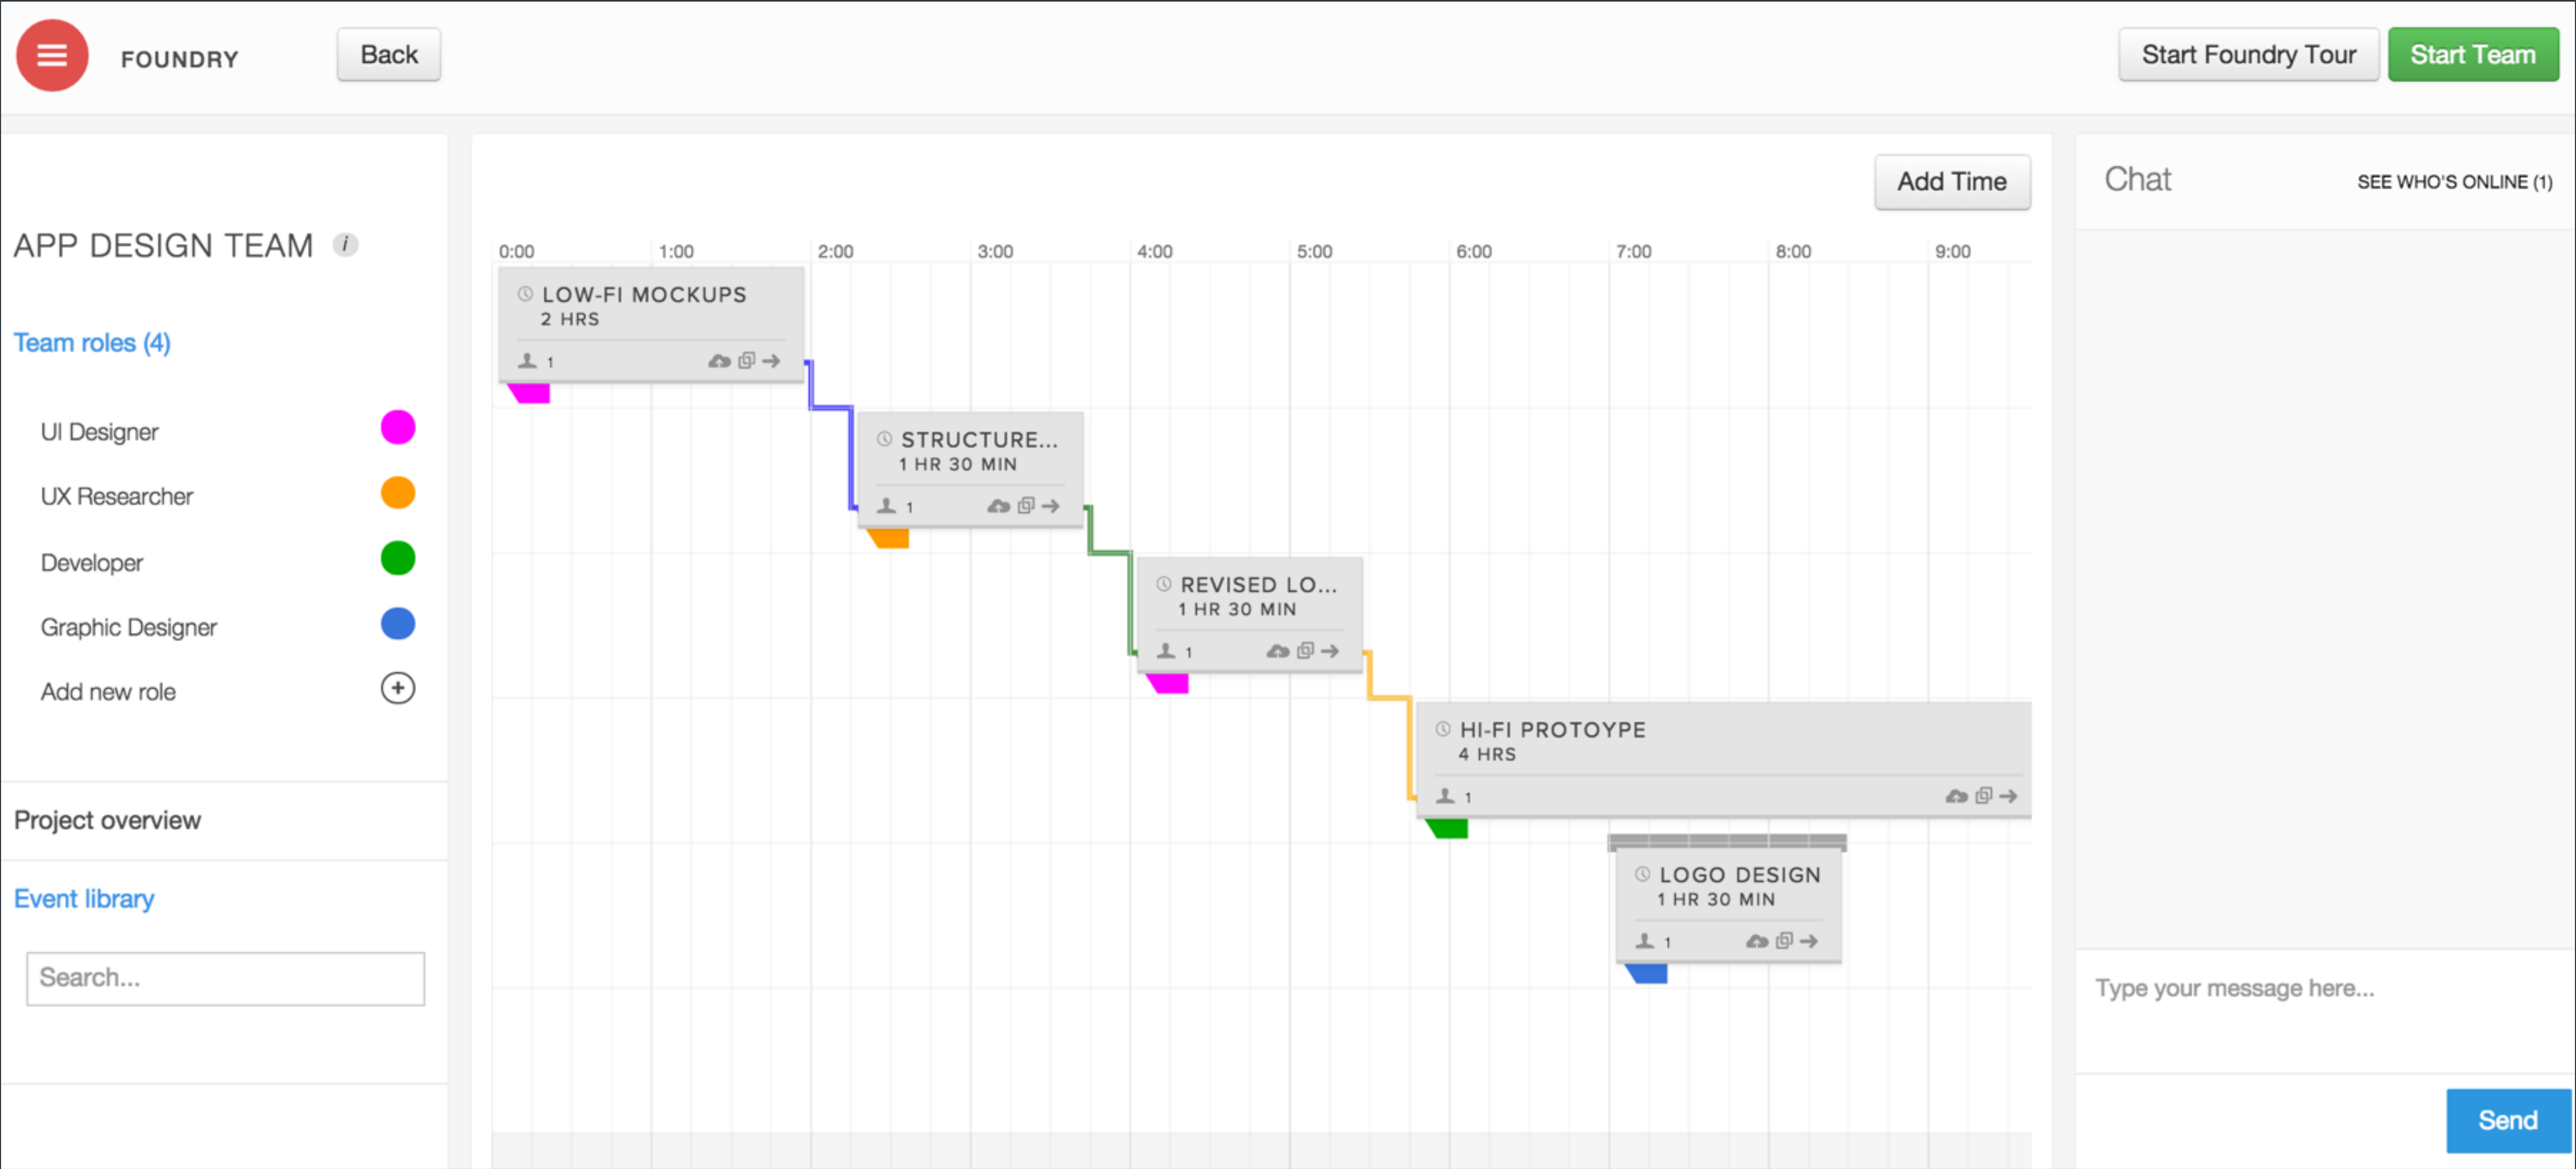 FOUNDRY
Back
Start Foundry Tour
Start Team
APP DESIGN TEAM i
Team roles (4)
UI Designer
UX Researcher
Developer
Graphic Designer
Add new role
Project overview
Event library
Search...
Add Time
0:00 1:00 2:00 3:00 4:00 5:00 6:00 7:00 8:00 9:00
LOW-FI MOCKUPS
2 HRS
1
STRUCTURE...
1 HR 30 MIN
1
REVISED LO...
1 HR 30 MIN
1
HI-FI PROTOYPE
4 HRS
1
LOGO DESIGN
1 HR 30 MIN
1
Chat
SEE WHO'S ONLINE (1)
Type your message here...
Send